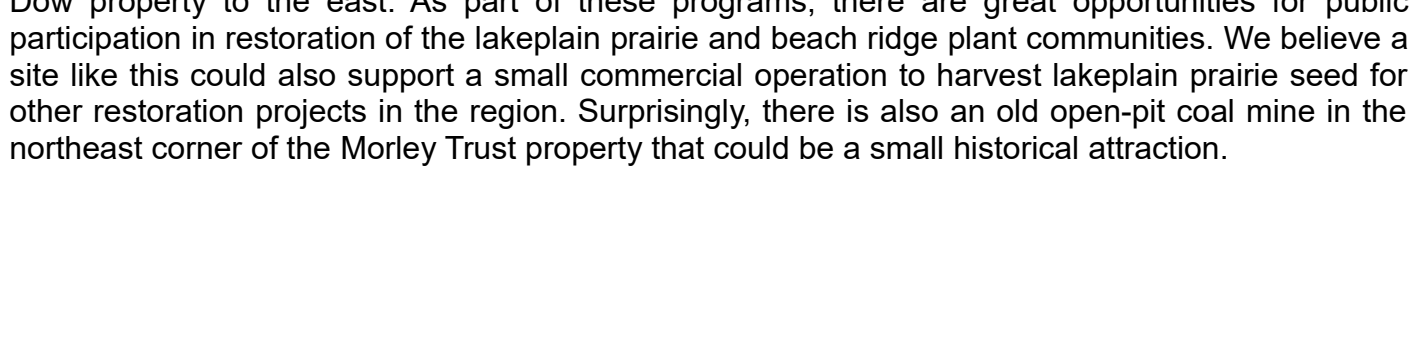 Dow property to the east. As part of these programs, there are great opportunities for public
participation in restoration of the lakeplain prairie and beach ridge plant communities. We believe a
site like this could also support a small commercial operation to harvest lakeplain prairie seed for
other restoration projects in the region. Surprisingly, there is also an old open-pit coal mine in the
northeast corner of the Morley Trust property that could be a small historical attraction.